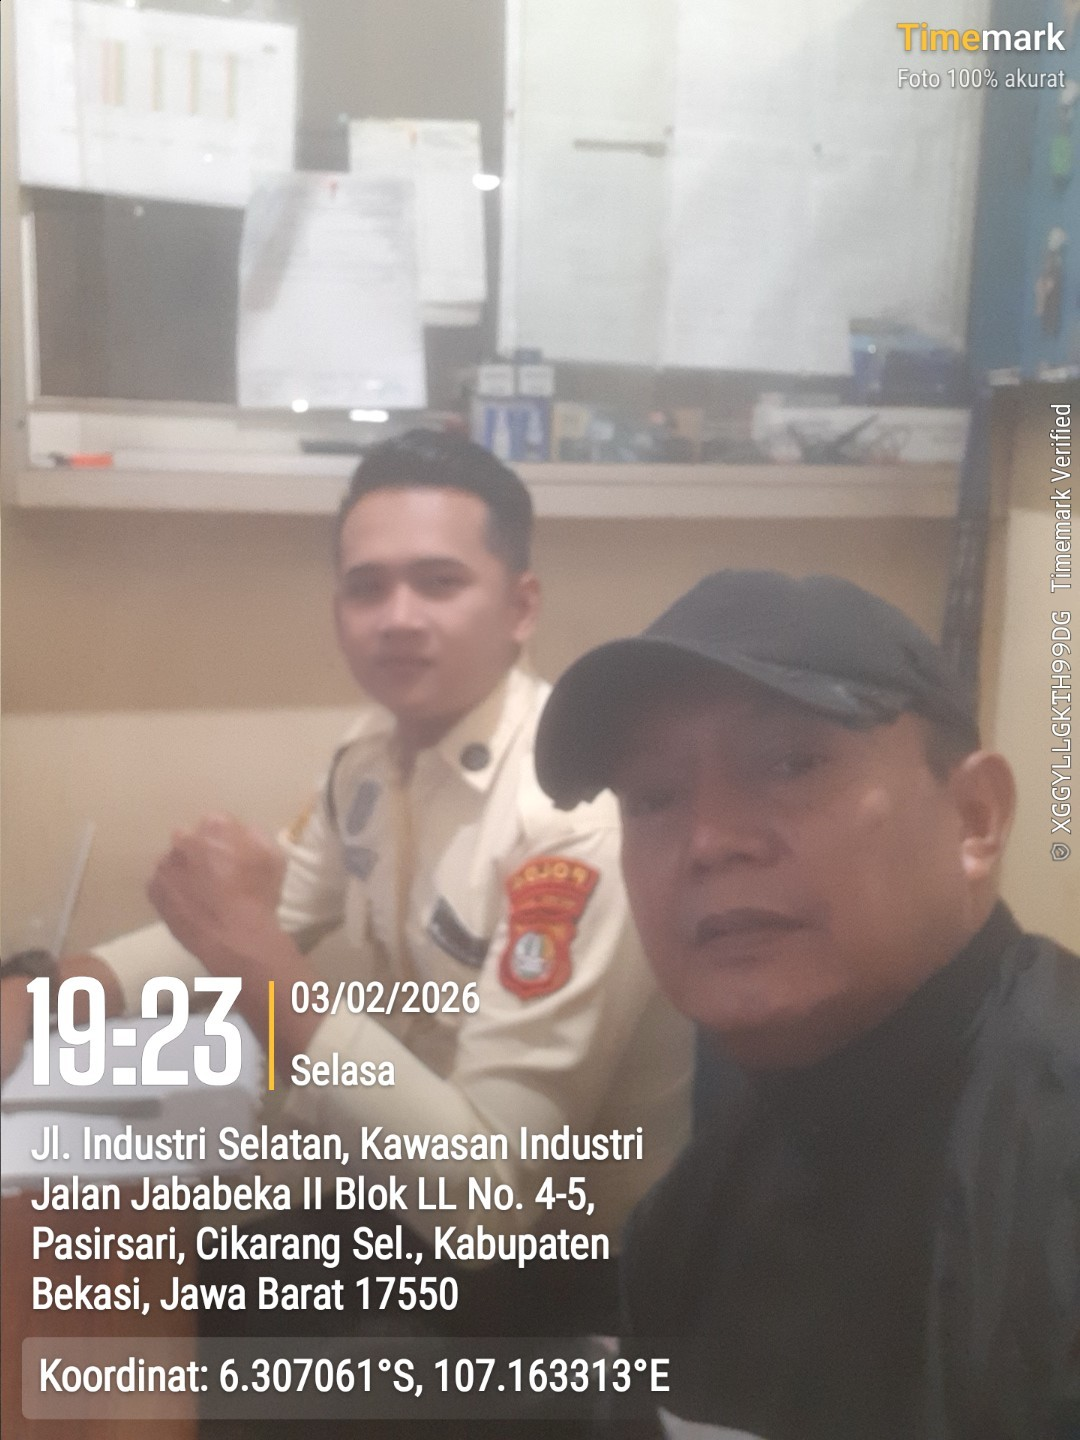 Timemark
Foto 100% akurat
XGGYLLGKTH99DG Timemark Verified
19:23
03/02/2026
Selasa
Jl. Industri Selatan, Kawasan Industri
Jalan Jababeka II Blok LL No. 4-5,
Pasirsari, Cikarang Sel., Kabupaten
Bekasi, Jawa Barat 17550
Koordinat: 6.307061°S, 107.163313°E